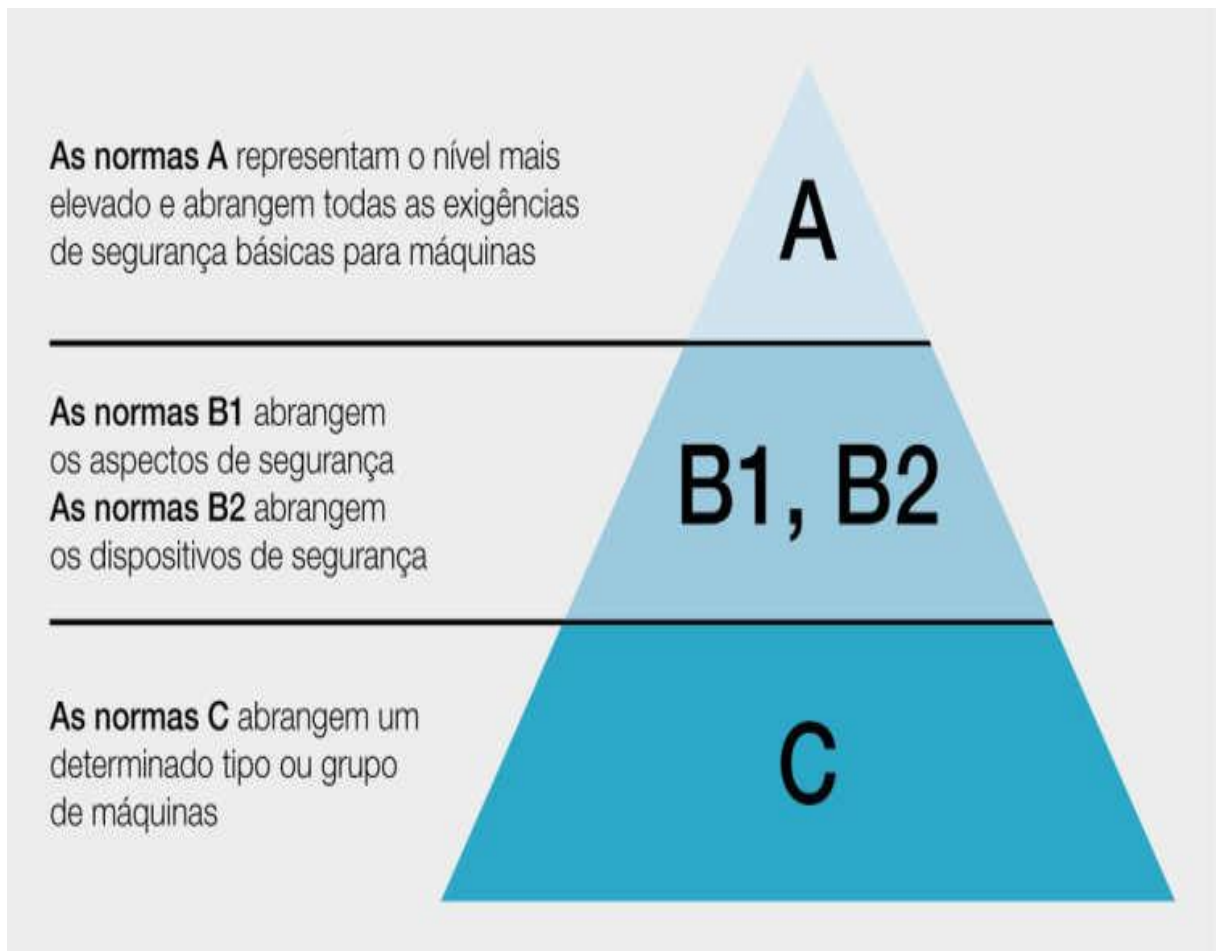 As normas A representam o nível mais
elevado e abrangem todas as exigências
de segurança básicas para máquinas
A
As normas B1 abrangem
os aspectos de segurança
As normas B2 abrangem
os dispositivos de segurança
B1, B2
As normas C abrangem um
determinado tipo ou grupo
de máquinas
C